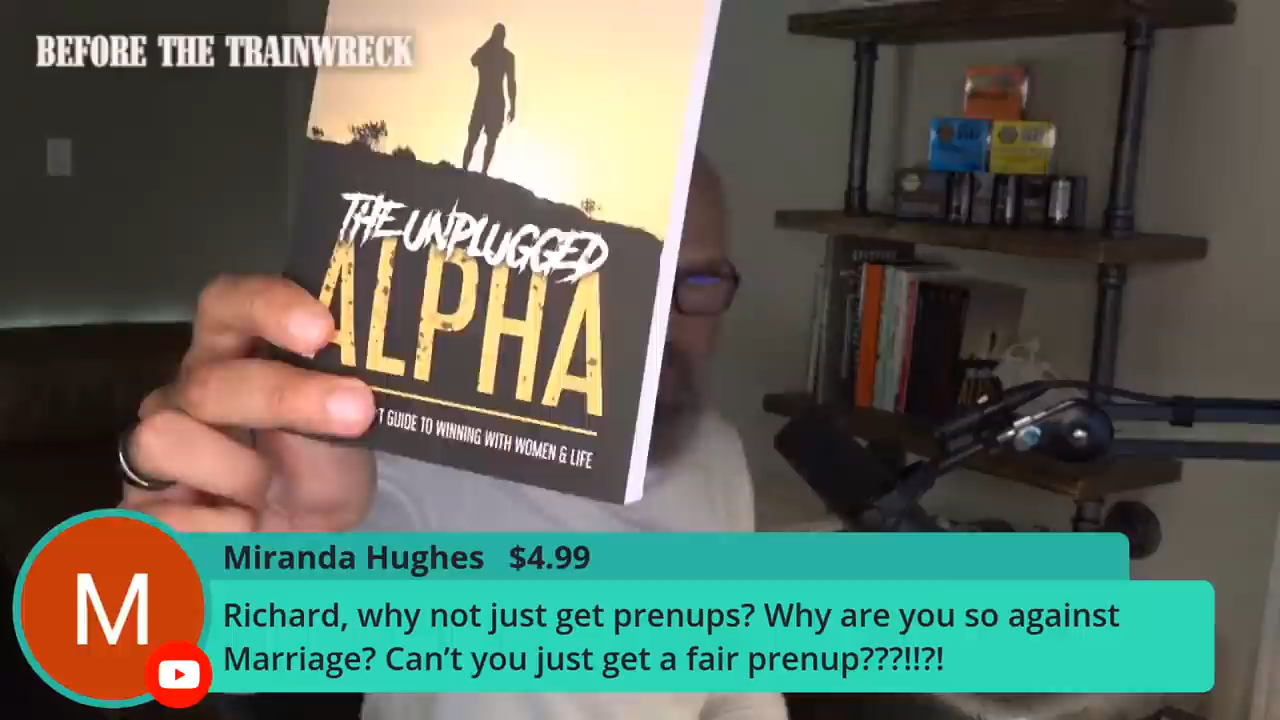 BEFORE THE TRAINWRECK
THE UNPLUGGED
ALPHA
GUIDE TO WINNING WITH WOMEN & LIFE
M
Miranda Hughes $4.99
Richard, why not just get prenups? Why are you so against
Marriage? Can’t you just get a fair prenup???!!?!